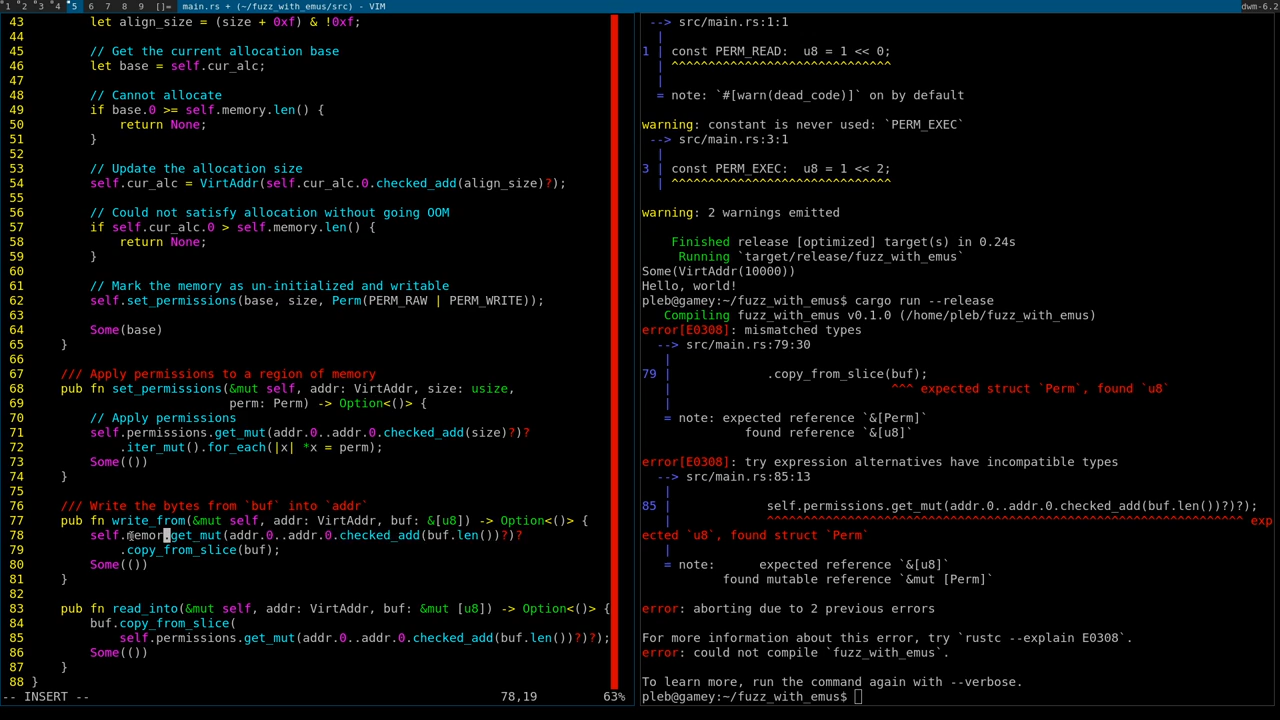 1 2 3 4 5 6 7 8 9 []= main.rs + (~/fuzz_with_emus/src) - VIM dwm-6.2
43 let align_size = (size + 0xf) & !0xf;
44
45 // Get the current allocation base
46 let base = self.cur_alc;
47
48 // Cannot allocate
49 if base.0 >= self.memory.len() {
50 return None;
51 }
52
53 // Update the allocation size
54 self.cur_alc = VirtAddr(self.cur_alc.0.checked_add(align_size)?);
55
56 // Could not satisfy allocation without going OOM
57 if self.cur_alc.0 > self.memory.len() {
58 return None;
59 }
60
61 // Mark the memory as un-initialized and writable
62 self.set_permissions(base, size, Perm(PERM_RAW | PERM_WRITE));
63
64 Some(base)
65 }
66
67 /// Apply permissions to a region of memory
68 pub fn set_permissions(&mut self, addr: VirtAddr, size: usize,
69 perm: Perm) -> Option<()> {
70 // Apply permissions
71 self.permissions.get_mut(addr.0..addr.0.checked_add(size)?)?
72 .iter_mut().for_each(|x| *x = perm);
73 Some(())
74 }
75
76 /// Write the bytes from `buf` into `addr`
77 pub fn write_from(&mut self, addr: VirtAddr, buf: &[u8]) -> Option<()> {
78 self.memor.get_mut(addr.0..addr.0.checked_add(buf.len())?)?
79 .copy_from_slice(buf);
80 Some(())
81 }
82
83 pub fn read_into(&mut self, addr: VirtAddr, buf: &mut [u8]) -> Option<()> {
84 buf.copy_from_slice(
85 self.permissions.get_mut(addr.0..addr.0.checked_add(buf.len())?)?);
86 Some(())
87 }
88 }
-- INSERT -- 78,19 63%
--> src/main.rs:1:1
|
1 | const PERM_READ:  u8 = 1 << 0;
| ^^^^^^^^^^^^^^^^^^^^^^^^^^^^^^
|
= note: `#[warn(dead_code)]` on by default
warning: constant is never used: `PERM_EXEC`
--> src/main.rs:3:1
|
3 | const PERM_EXEC:  u8 = 1 << 2;
| ^^^^^^^^^^^^^^^^^^^^^^^^^^^^^^
warning: 2 warnings emitted
Finished release [optimized] target(s) in 0.24s
Running `target/release/fuzz_with_emus`
Some(VirtAddr(10000))
Hello, world!
pleb@gamey:~/fuzz_with_emus$ cargo run --release
Compiling fuzz_with_emus v0.1.0 (/home/pleb/fuzz_with_emus)
error[E0308]: mismatched types
--> src/main.rs:79:30
|
79 | .copy_from_slice(buf);
| ^^^ expected struct `Perm`, found `u8`
|
= note: expected reference `&[Perm]`
found reference `&[u8]`
error[E0308]: try expression alternatives have incompatible types
--> src/main.rs:85:13
|
85 | self.permissions.get_mut(addr.0..addr.0.checked_add(buf.len())?)?);
| ^^^^^^^^^^^^^^^^^^^^^^^^^^^^^^^^^^^^^^^^^^^^^^^^^^^^^^^^^^^^^^^^^ exp
ected `u8`, found struct `Perm`
|
= note: expected reference `&[u8]`
found mutable reference `&mut [Perm]`
error: aborting due to 2 previous errors
For more information about this error, try `rustc --explain E0308`.
error: could not compile `fuzz_with_emus`.
To learn more, run the command again with --verbose.
pleb@gamey:~/fuzz_with_emus$